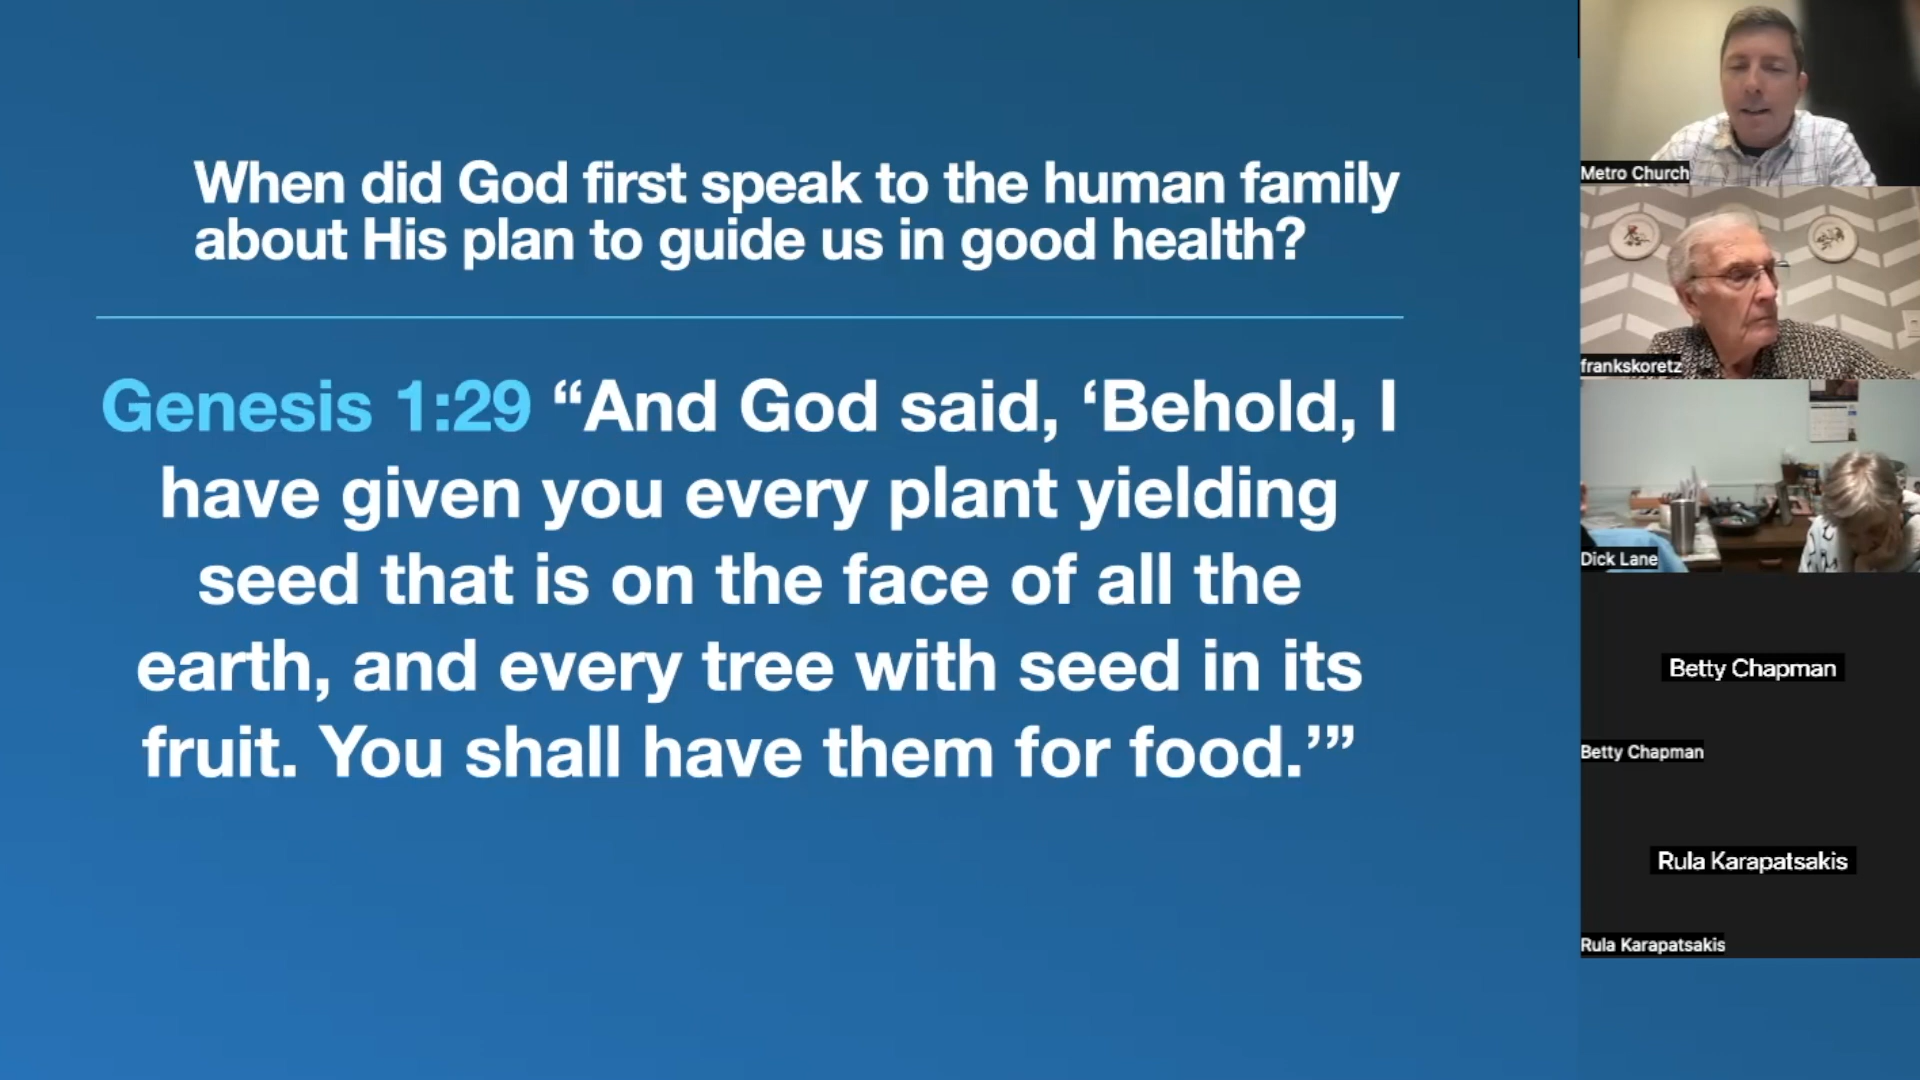 When did God first speak to the human family
about His plan to guide us in good health?
Genesis 1:29 “And God said, ‘Behold, I
have given you every plant yielding
seed that is on the face of all the
earth, and every tree with seed in its
fruit. You shall have them for food.’”
Metro Church
frankskoretz
Dick Lane
Betty Chapman
Betty Chapman
Rula Karapatsakis
Rula Karapatsakis